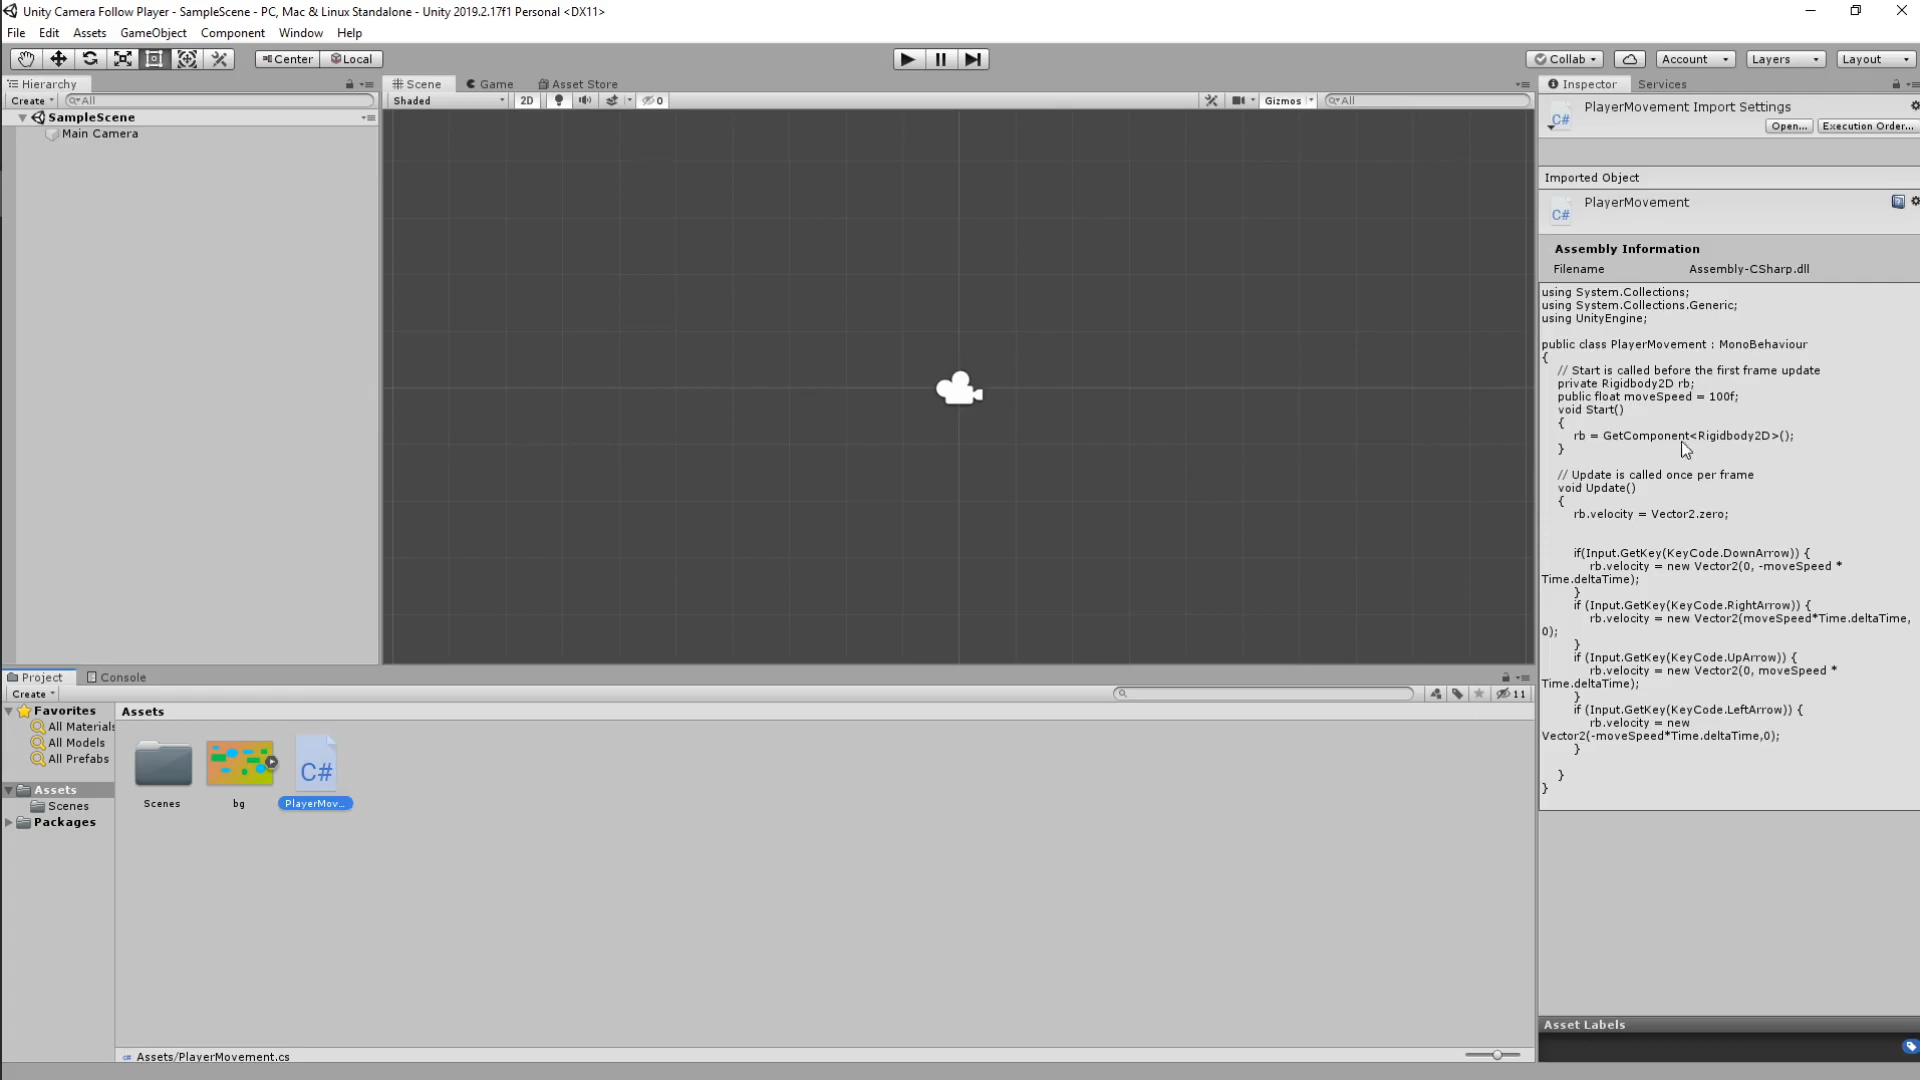 Unity Camera Follow Player - SampleScene - PC, Mac & Linux Standalone - Unity 2019.2.17f1 Personal <DX11>
File Edit Assets GameObject Component Window Help
Center Local Collab Account Layers Layout
Hierarchy
Create All
SampleScene
Main Camera
Scene Game Asset Store
Shaded 2D 0 Gizmos All
Inspector Services
PlayerMovement Import Settings
C#
Open... Execution Order...
Imported Object
PlayerMovement
C#
Assembly Information
Filename Assembly-CSharp.dll
using System.Collections;
using System.Collections.Generic;
using UnityEngine;
public class PlayerMovement : MonoBehaviour
{
// Start is called before the first frame update
private Rigidbody2D rb;
public float moveSpeed = 100f;
void Start()
{
rb = GetComponent<Rigidbody2D>();
}
// Update is called once per frame
void Update()
{
rb.velocity = Vector2.zero;
if(Input.GetKey(KeyCode.DownArrow)) {
rb.velocity = new Vector2(0, -moveSpeed *
Time.deltaTime);
}
if (Input.GetKey(KeyCode.RightArrow)) {
rb.velocity = new Vector2(moveSpeed*Time.deltaTime,
0);
}
if (Input.GetKey(KeyCode.UpArrow)) {
rb.velocity = new Vector2(0, moveSpeed *
Time.deltaTime);
}
if (Input.GetKey(KeyCode.LeftArrow)) {
rb.velocity = new
Vector2(-moveSpeed*Time.deltaTime,0);
}
}
}
Project Console
Create 11
Favorites
All Materials
All Models
All Prefabs
Assets
Scenes
Packages
Assets
C#
Scenes bg PlayerMov...
Assets/PlayerMovement.cs
Asset Labels